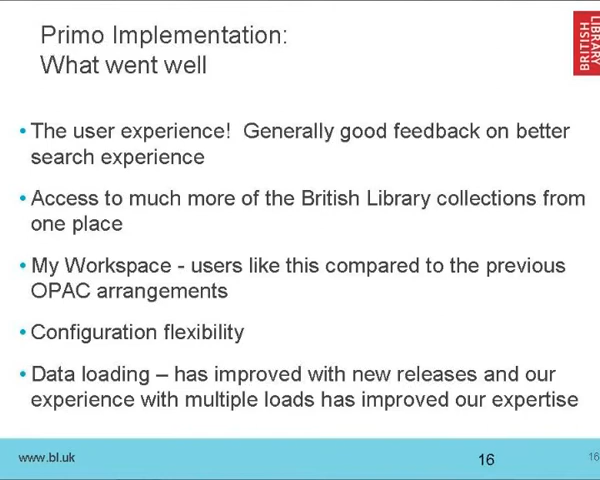 Primo Implementation:
What went well
BRITISH
LIBRARY
• The user experience!  Generally good feedback on better
search experience
• Access to much more of the British Library collections from
one place
• My Workspace - users like this compared to the previous
OPAC arrangements
• Configuration flexibility
• Data loading – has improved with new releases and our
experience with multiple loads has improved our expertise
www.bl.uk
16
16